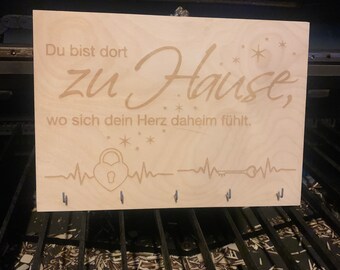 Du bist dort
zu Hause,
wo sich dein Herz daheim fühlt.